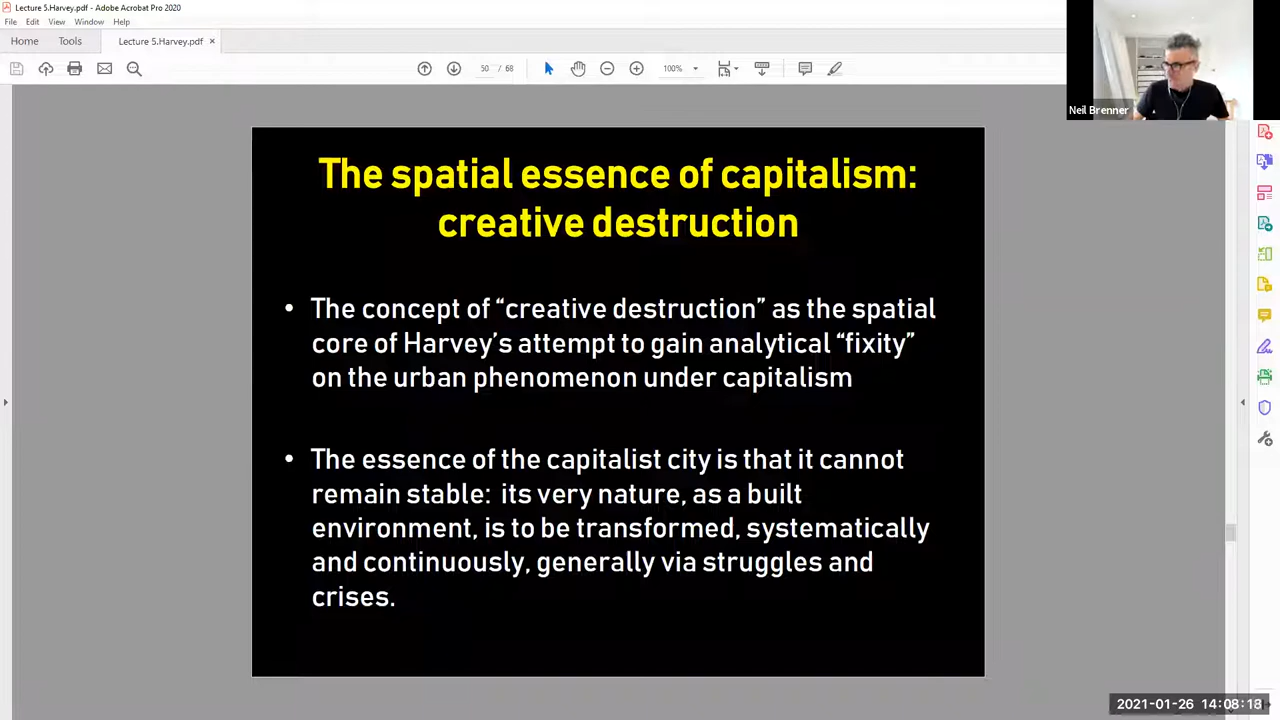 Lecture 5.Harvey.pdf - Adobe Acrobat Pro 2020
File Edit View Window Help
Home Tools Lecture 5.Harvey.pdf ×
50 / 68 100%
Neil Brenner
The spatial essence of capitalism:
creative destruction
• The concept of “creative destruction” as the spatial
core of Harvey’s attempt to gain analytical “fixity”
on the urban phenomenon under capitalism
• The essence of the capitalist city is that it cannot
remain stable: its very nature, as a built
environment, is to be transformed, systematically
and continuously, generally via struggles and
crises.
2021-01-26 14:08:18